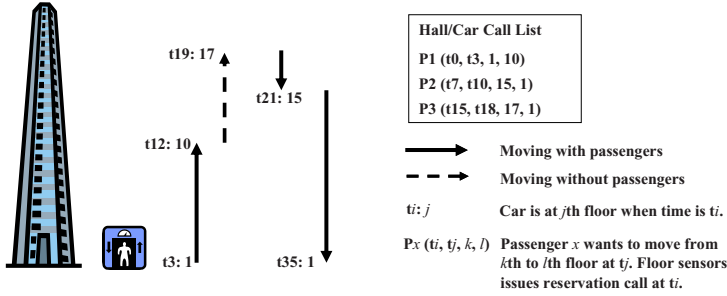 Hall/Car Call List
P1 (t0, t3, 1, 10)
P2 (t7, t10, 15, 1)
P3 (t15, t18, 17, 1)
t19: 17
t21: 15
t12: 10
t3: 1
t35: 1
Moving with passengers
Moving without passengers
ti: j Car is at jth floor when time is ti.
Px (ti, tj, k, l) Passenger x wants to move from
kth to lth floor at tj. Floor sensors
issues reservation call at ti.